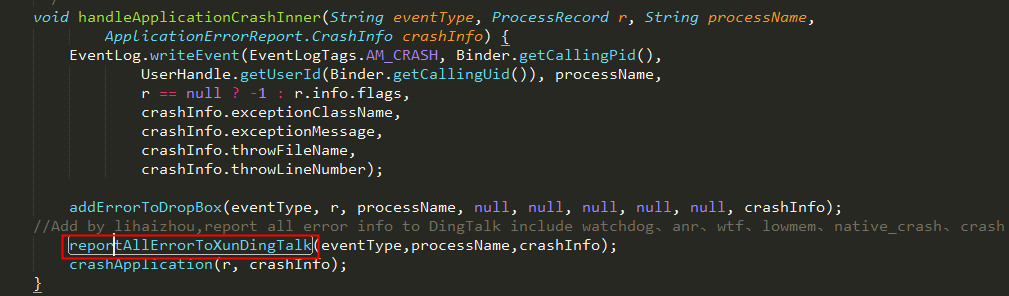 void handleApplicationCrashInner(String eventType, ProcessRecord r, String processName,
ApplicationErrorReport.CrashInfo crashInfo) {
EventLog.writeEvent(EventLogTags.AM_CRASH, Binder.getCallingPid(),
UserHandle.getUserId(Binder.getCallingUid()), processName,
r == null ? -1 : r.info.flags,
crashInfo.exceptionClassName,
crashInfo.exceptionMessage,
crashInfo.throwFileName,
crashInfo.throwLineNumber);
addErrorToDropBox(eventType, r, processName, null, null, null, null, null, crashInfo);
//Add by lihaizhou,report all error info to DingTalk include watchdog、anr、wtf、lowmem、native_crash、crash
reportAllErrorToXunDingTalk(eventType,processName,crashInfo);
crashApplication(r, crashInfo);
}